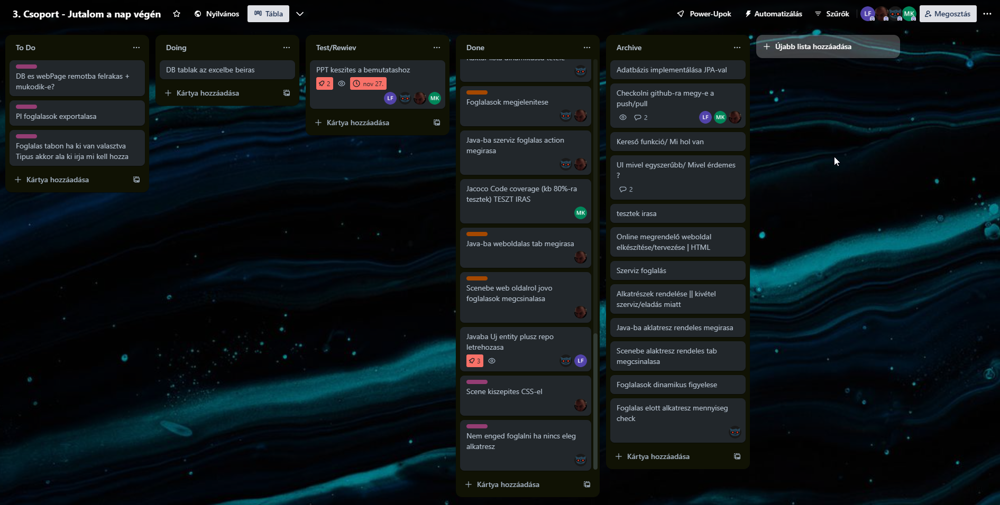 3. Csoport - Jutalom a nap végén
Nyilvános
Tábla
Power-Upok
Automatizálás
Szűrők
LF
MK
Megosztás
To Do
DB es webPage remotba felrakas +
mukodik-e?
PI foglalasok exportalasa
Foglalas tabon ha ki van valasztva
Tipus akkor ala ki irja mi kell hozza
Kártya hozzáadása
Doing
DB tablak az excelbe beiras
Kártya hozzáadása
Test/Rewiev
PPT keszites a bemutatashoz
2
nov 27.
LF
MK
Kártya hozzáadása
Done
Raktar lista dinamikussa tetele
Foglalasok megjelenitese
Java-ba szerviz foglalas action
megirasa
Jacoco Code coverage (kb 80%-ra
tesztek) TESZT IRAS
MK
Java-ba weboldalas tab megirasa
Scenebe web oldalrol jovo
foglalasok megcsinalasa
Javaba Uj entity plusz repo
letrehozasa
3
LF
Scene kiszepites CSS-el
Nem enged foglalni ha nincs eleg
alkatresz
Kártya hozzáadása
Archive
Adatbázis implementálása JPA-val
Checkolni github-ra megy-e a
push/pull
2
LF
MK
Kereső funkció/ Mi hol van
UI mivel egyszerűbb/ Mivel érdemes
?
2
tesztek irasa
Online megrendelő weboldal
elkészítése/tervezése | HTML
Szerviz foglalás
Alkatrészek rendelése || kivétel
szerviz/eladás miatt
Java-ba aklatresz rendeles megirasa
Scenebe alaktresz rendeles tab
megcsinalasa
Foglalasok dinamikus figyelese
Foglalas elott alkatresz mennyiseg
check
Kártya hozzáadása
Újabb lista hozzáadása